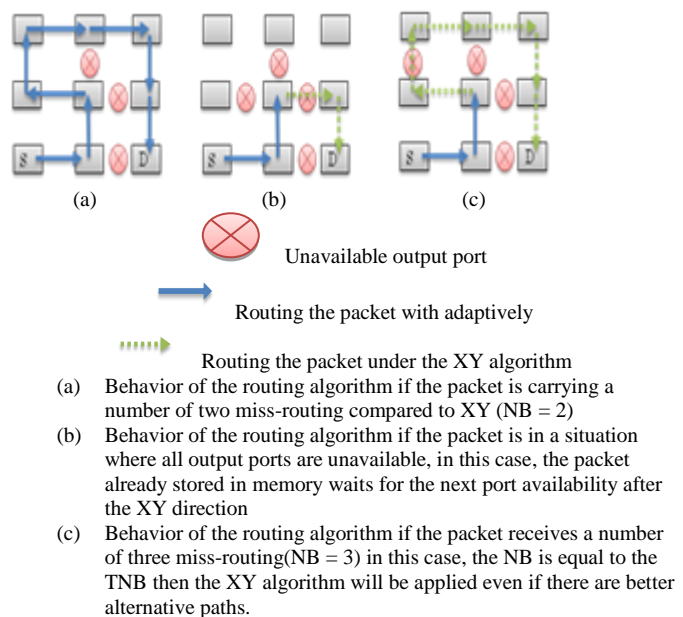 S D S D S D
(a) (b) (c)
Unavailable output port
Routing the packet with adaptively
Routing the packet under the XY algorithm
(a) Behavior of the routing algorithm if the packet is carrying a
number of two miss-routing compared to XY (NB = 2)
(b) Behavior of the routing algorithm if the packet is in a situation
where all output ports are unavailable, in this case, the packet
already stored in memory waits for the next port availability after
the XY direction
(c) Behavior of the routing algorithm if the packet receives a number
of three miss-routing(NB = 3) in this case, the NB is equal to the
TNB then the XY algorithm will be applied even if there are better
alternative paths.